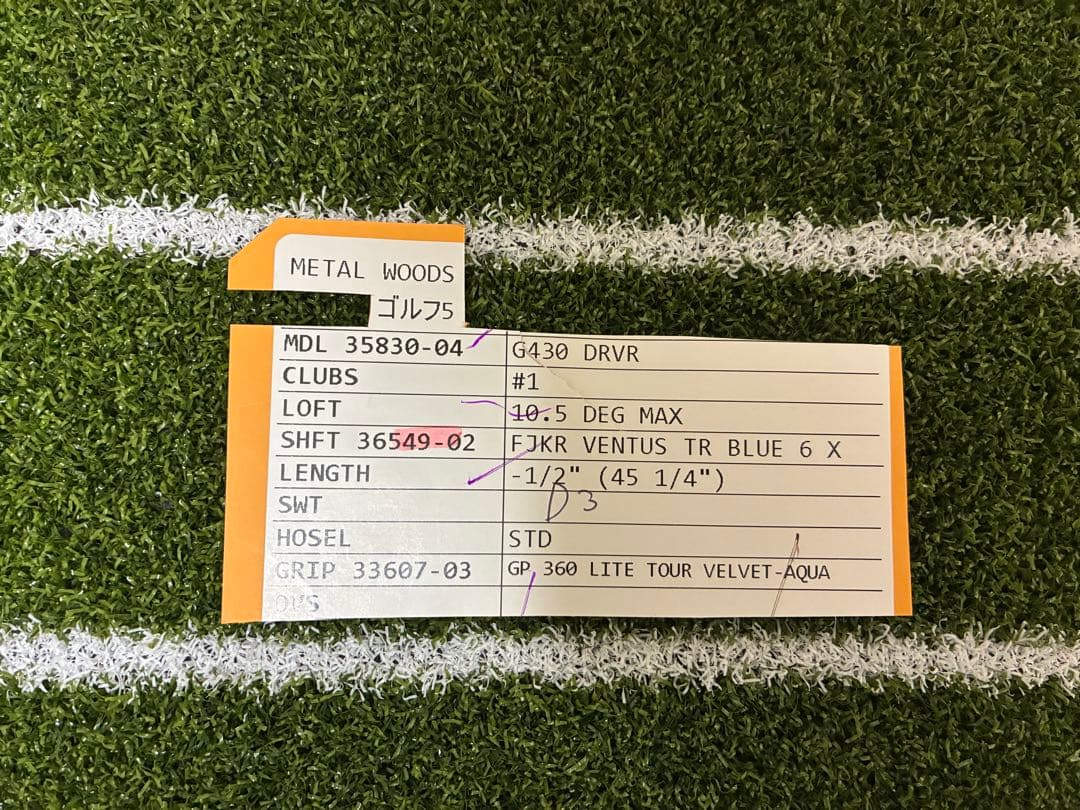 METAL WOODS
ゴルフ5
MDL 35830-04 G430 DRVR
CLUBS #1
LOFT 10.5 DEG MAX
SHFT 36549-02 FJKR VENTUS TR BLUE 6 X
LENGTH -1/2" (45 1/4")
SWT D3
HOSEL STD
GRIP 33607-03 GP 360 LITE TOUR VELVET-AQUA